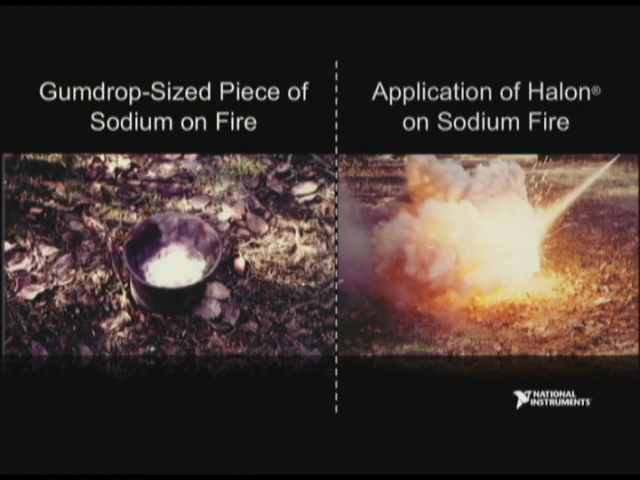 Gumdrop-Sized Piece of
Sodium on Fire
Application of Halon®
on Sodium Fire
NATIONAL
INSTRUMENTS